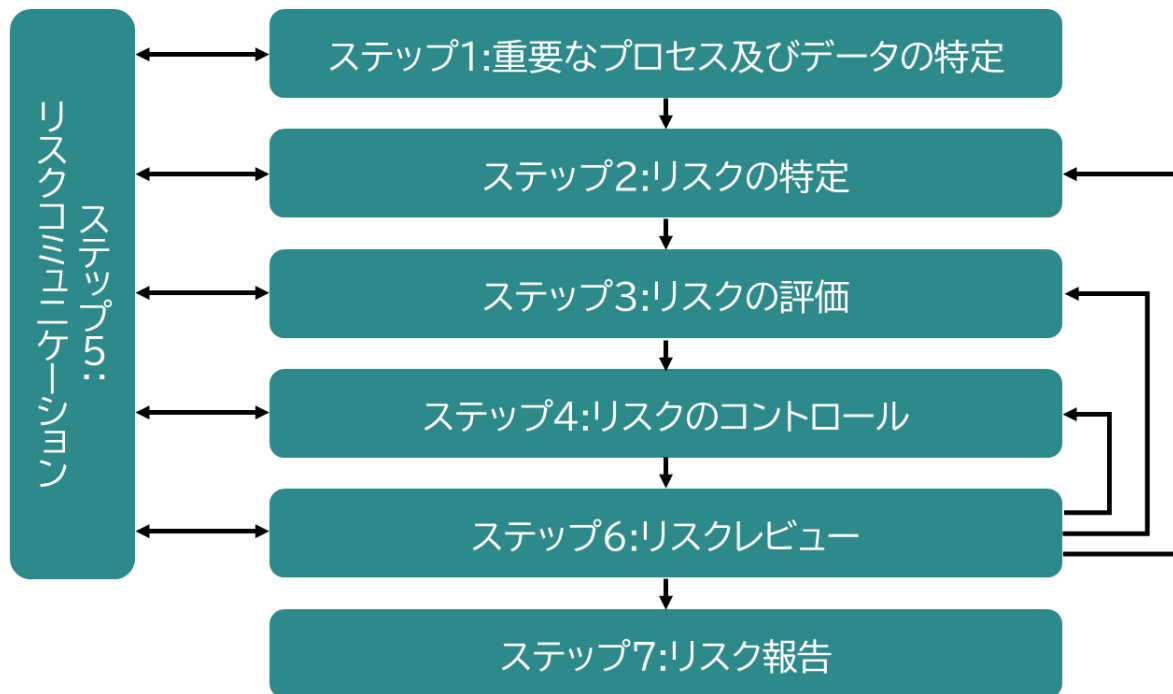 ステップ1:重要なプロセス及びデータの特定
ステップ2:リスクの特定
ステップ3:リスクの評価
ステップ4:リスクのコントロール
ステップ5:
リスクコミュニケーション
ステップ6:リスクレビュー
ステップ7:リスク報告